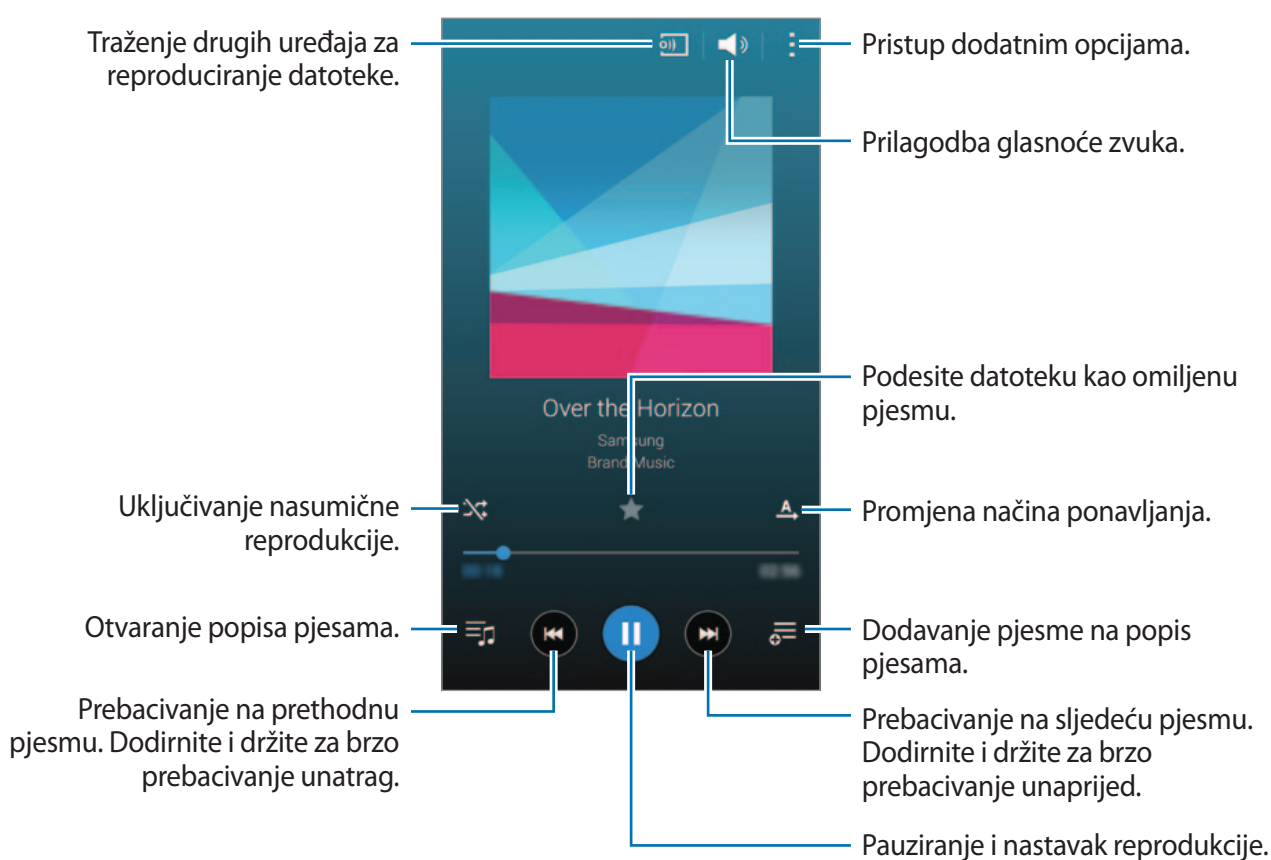 Traženje drugih uređaja za
reproduciranje datoteke.
Pristup dodatnim opcijama.
Prilagodba glasnoće zvuka.
Podesite datoteku kao omiljenu
pjesmu.
Over the Horizon
Samsung
Brand Music
Uključivanje nasumične
reprodukcije.
A
Promjena načina ponavljanja.
Otvaranje popisa pjesama.
Dodavanje pjesme na popis
pjesama.
Prebacivanje na prethodnu
pjesmu. Dodirnite i držite za brzo
prebacivanje unatrag.
Prebacivanje na sljedeću pjesmu.
Dodirnite i držite za brzo
prebacivanje unaprijed.
Pauziranje i nastavak reprodukcije.